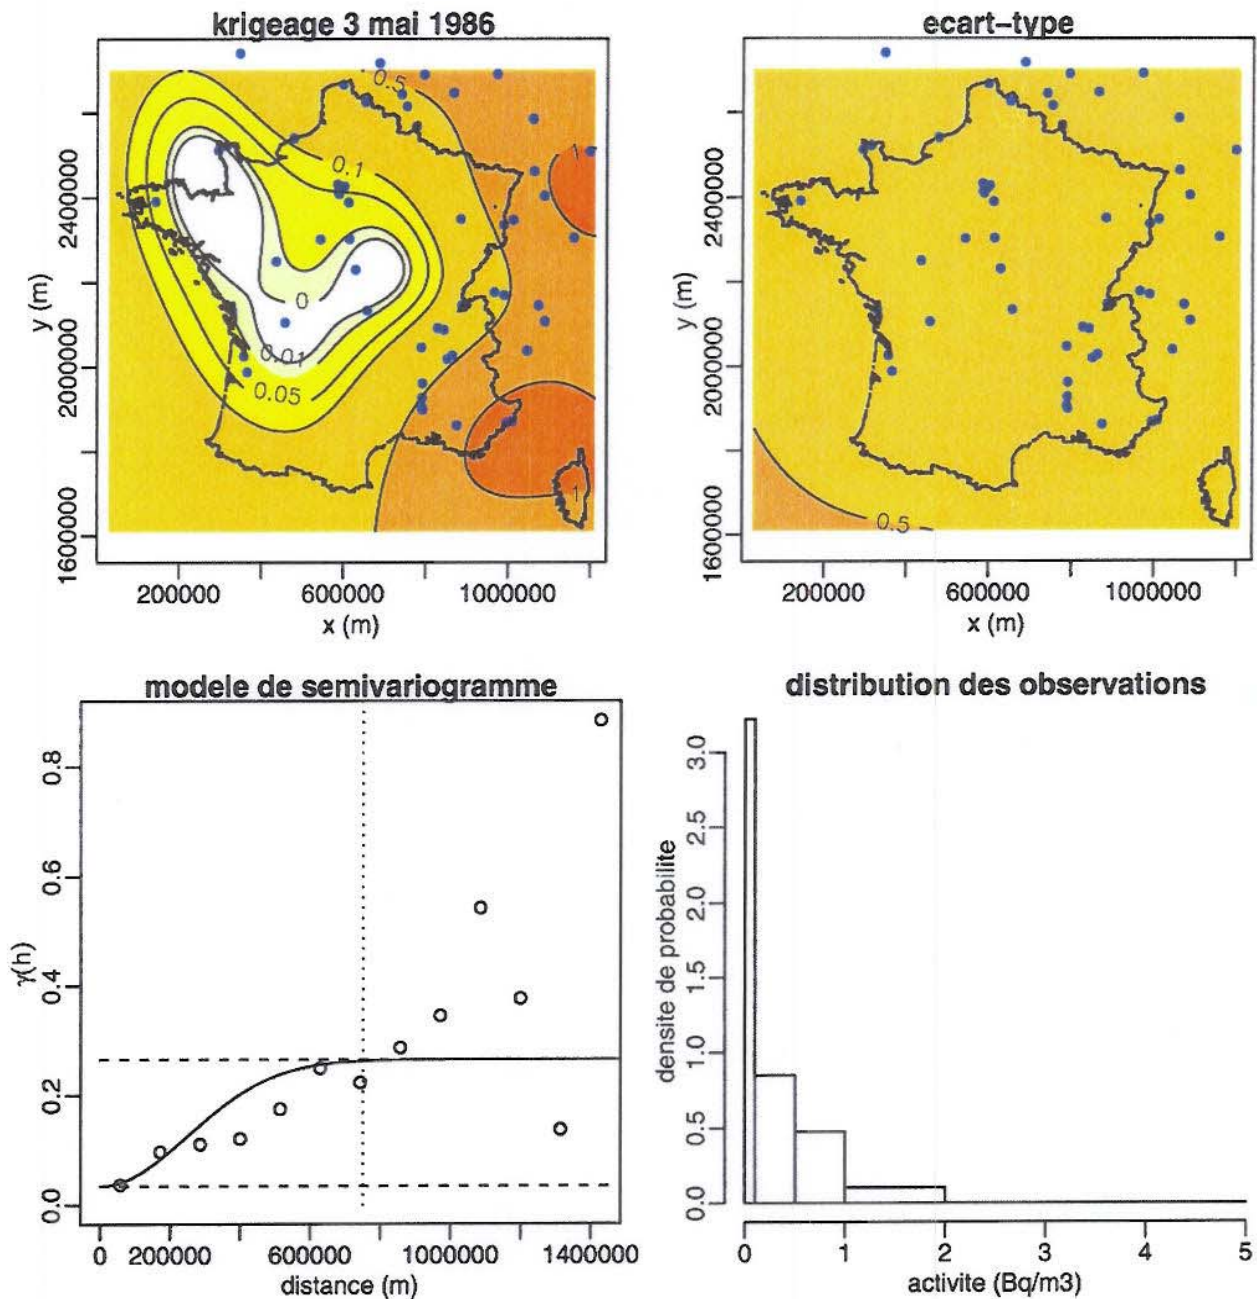 krigeage 3 mai 1986
0.5
0.1
1
0
0.01
0.05
1
1
y (m)
1600000 2000000 2400000
200000 600000 1000000
x (m)
ecart-type
0.5
y (m)
1600000 2000000 2400000
200000 600000 1000000
x (m)
modele de semivariogramme
γ(h)
0.0 0.2 0.4 0.6 0.8
0 200000 600000 1000000 1400000
distance (m)
distribution des observations
densite de probabilite
0.0 0.5 1.0 1.5 2.0 2.5 3.0
0 1 2 3 4 5
activite (Bq/m3)